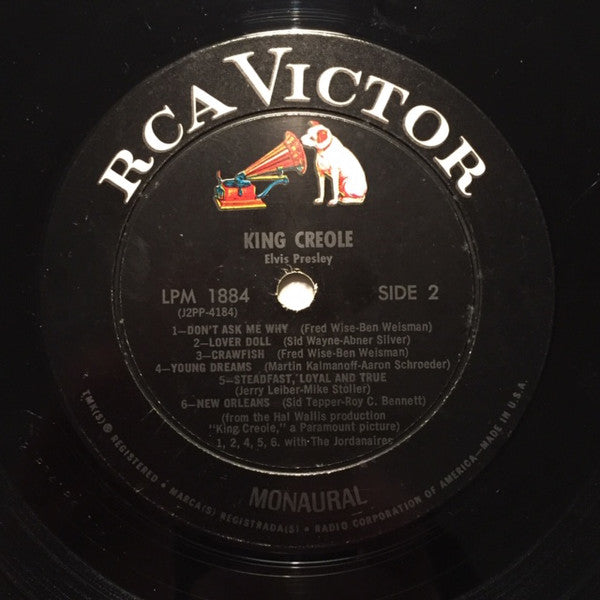 RCA VICTOR
KING CREOLE
Elvis Presley
LPM 1884
SIDE 2
(J2PP-4184)
1—DON'T ASK ME WHY (Fred Wise-Ben Weisman)
2—LOVER DOLL (Sid Wayne-Abner Silver)
3—CRAWFISH (Fred Wise-Ben Weisman)
4—YOUNG DREAMS (Martin Kalmanoff-Aaron Schroeder)
5—STEADFAST, LOYAL AND TRUE
(Jerry Leiber-Mike Stoller)
6—NEW ORLEANS (Sid Tepper-Roy C. Bennett)
(from the Hal Wallis production
"King Creole," a Paramount picture)
1, 2, 4, 5, 6. with The Jordanaires
MONAURAL
TMK(S) ® REGISTERED • MARCA(S) REGISTRADA(S) • RADIO CORPORATION OF AMERICA—MADE IN U.S.A.